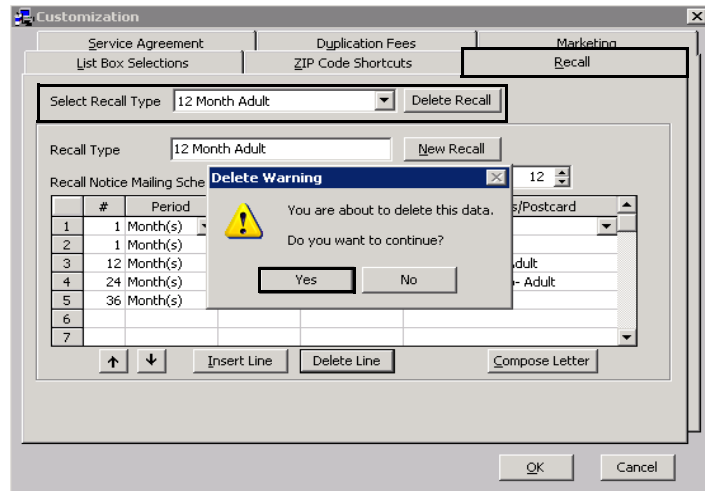 Customization
Service Agreement Duplication Fees Marketing
List Box Selections ZIP Code Shortcuts Recall
Select Recall Type 12 Month Adult Delete Recall
Recall Type 12 Month Adult New Recall
Recall Notice Mailing Sche 12
Delete Warning
You are about to delete this data.
Do you want to continue?
Yes No
# Period s/Postcard
1 1 Month(s)
2 1 Month(s)
3 12 Month(s) Adult
4 24 Month(s) - Adult
5 36 Month(s)
6
7
Insert Line Delete Line Compose Letter
OK Cancel